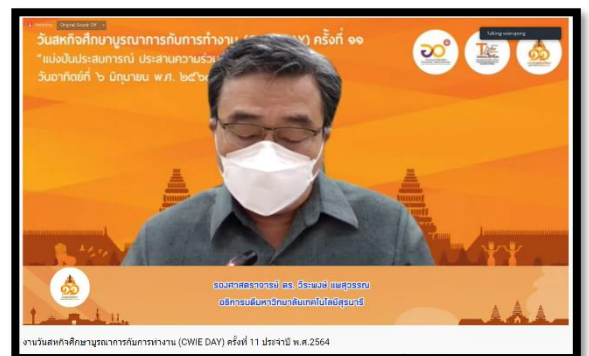 Original Sound: Off
Talking: weerapong
วันสหกิจศึกษาบูรณาการกับการทำงาน (CWIE DAY) ครั้งที่ ๑๑
"แบ่งปันประสบการณ์ ประสานความร่วม
วันอาทิตย์ที่ ๖ มิถุนายน พ.ศ. ๒๕๖๔
รองศาสตราจารย์ ดร. วีระพงษ์ แพสุวรรณ
อธิการบดีมหาวิทยาลัยเทคโนโลยีสุรนารี
งานวันสหกิจศึกษาบูรณาการกับการทำงาน (CWIE DAY) ครั้งที่ 11 ประจำปี พ.ศ.2564